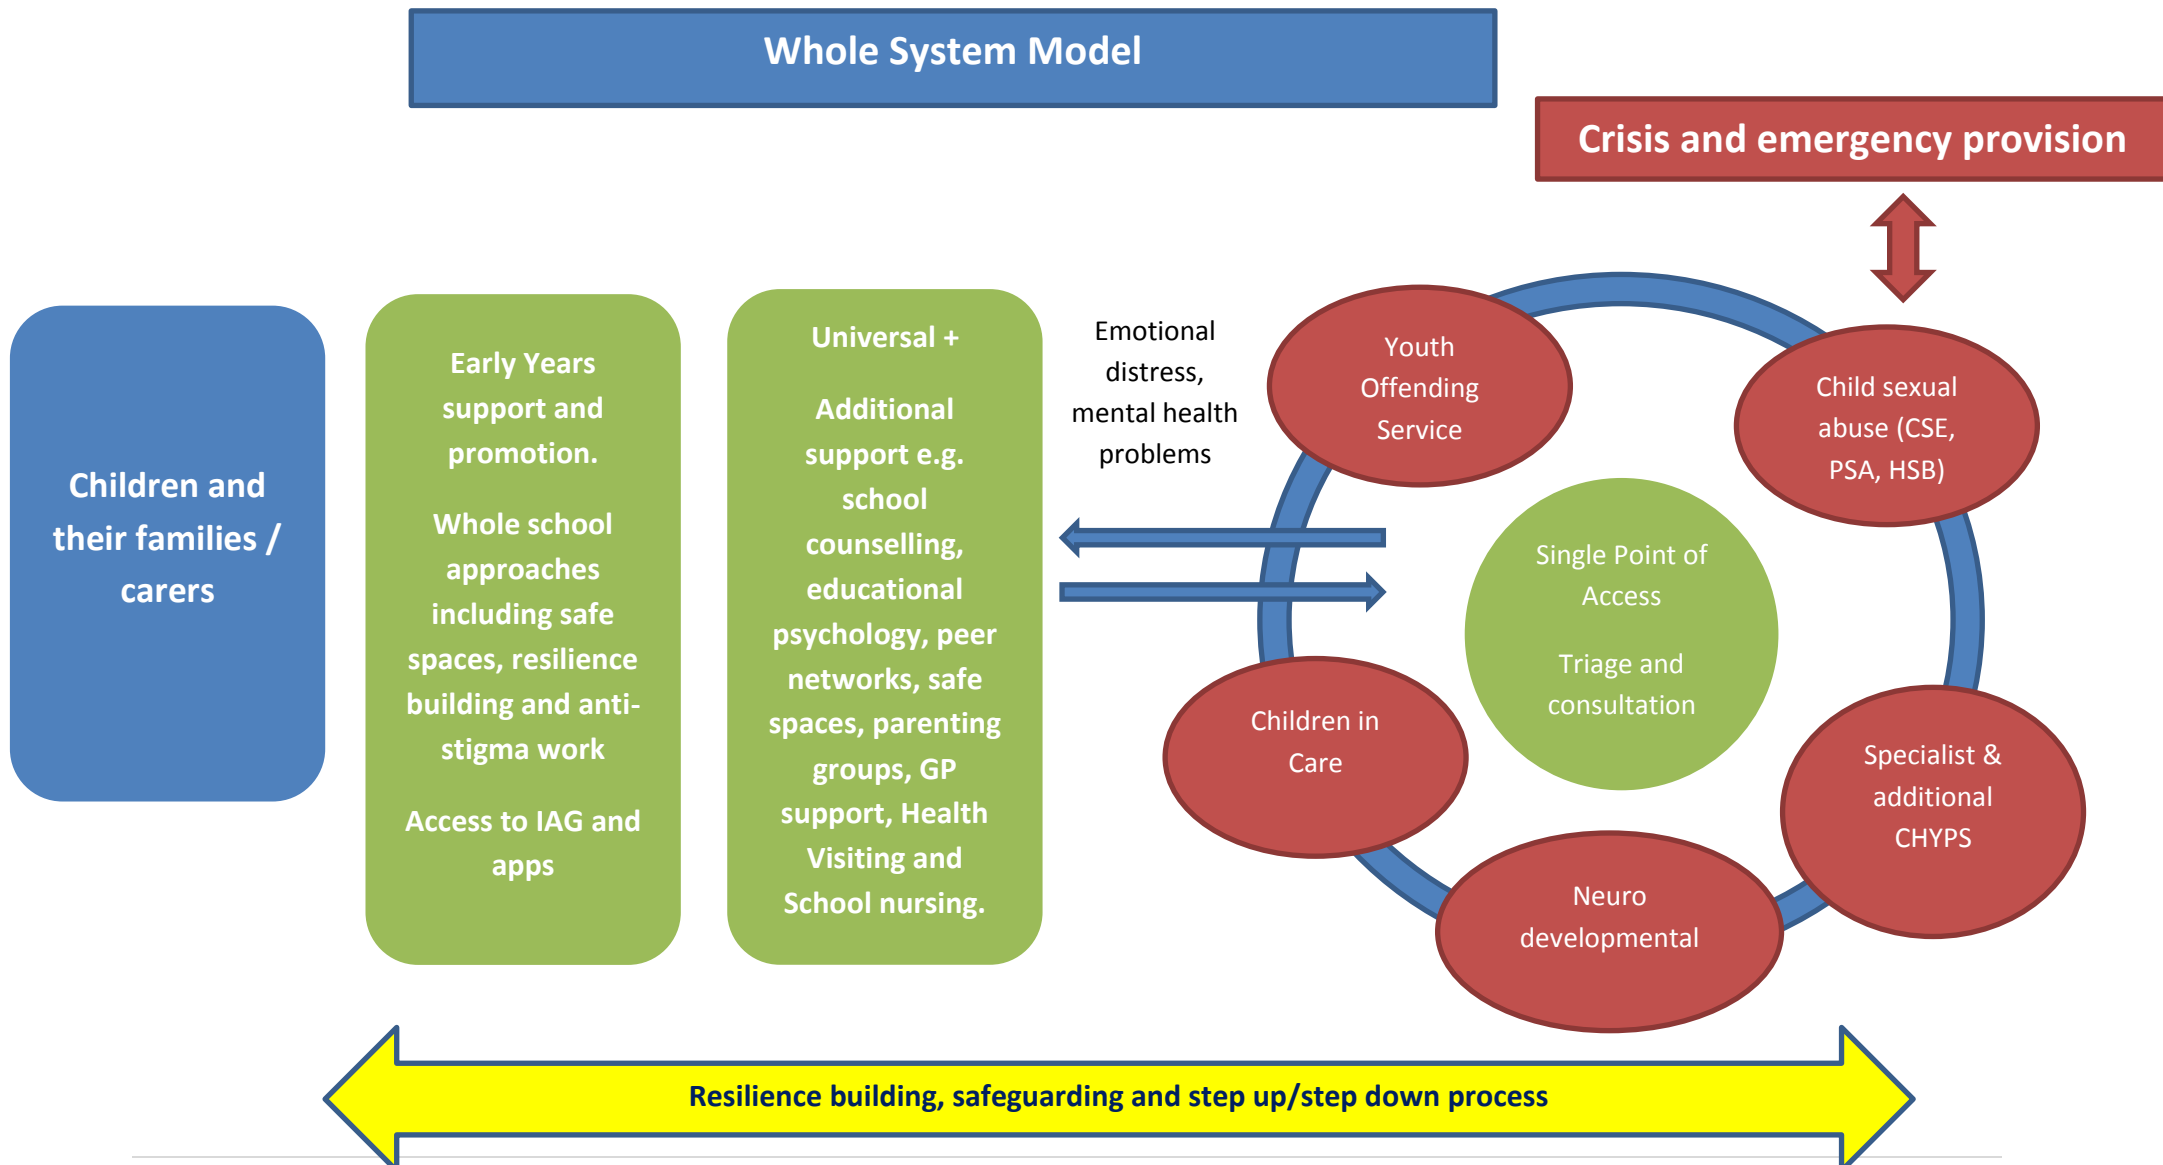 Whole System Model
Crisis and emergency provision
Children and
their families /
carers
Early Years
support and
promotion.
Whole school
approaches
including safe
spaces, resilience
building and anti-
stigma work
Access to IAG and
apps
Universal +
Additional
support e.g.
school
counselling,
educational
psychology, peer
networks, safe
spaces, parenting
groups, GP
support, Health
Visiting and
School nursing.
Emotional
distress,
mental health
problems
Youth
Offending
Service
Child sexual
abuse (CSE,
PSA, HSB)
Single Point of
Access
Triage and
consultation
Children in
Care
Specialist &
additional
CHYPS
Neuro
developmental
Resilience building, safeguarding and step up/step down process